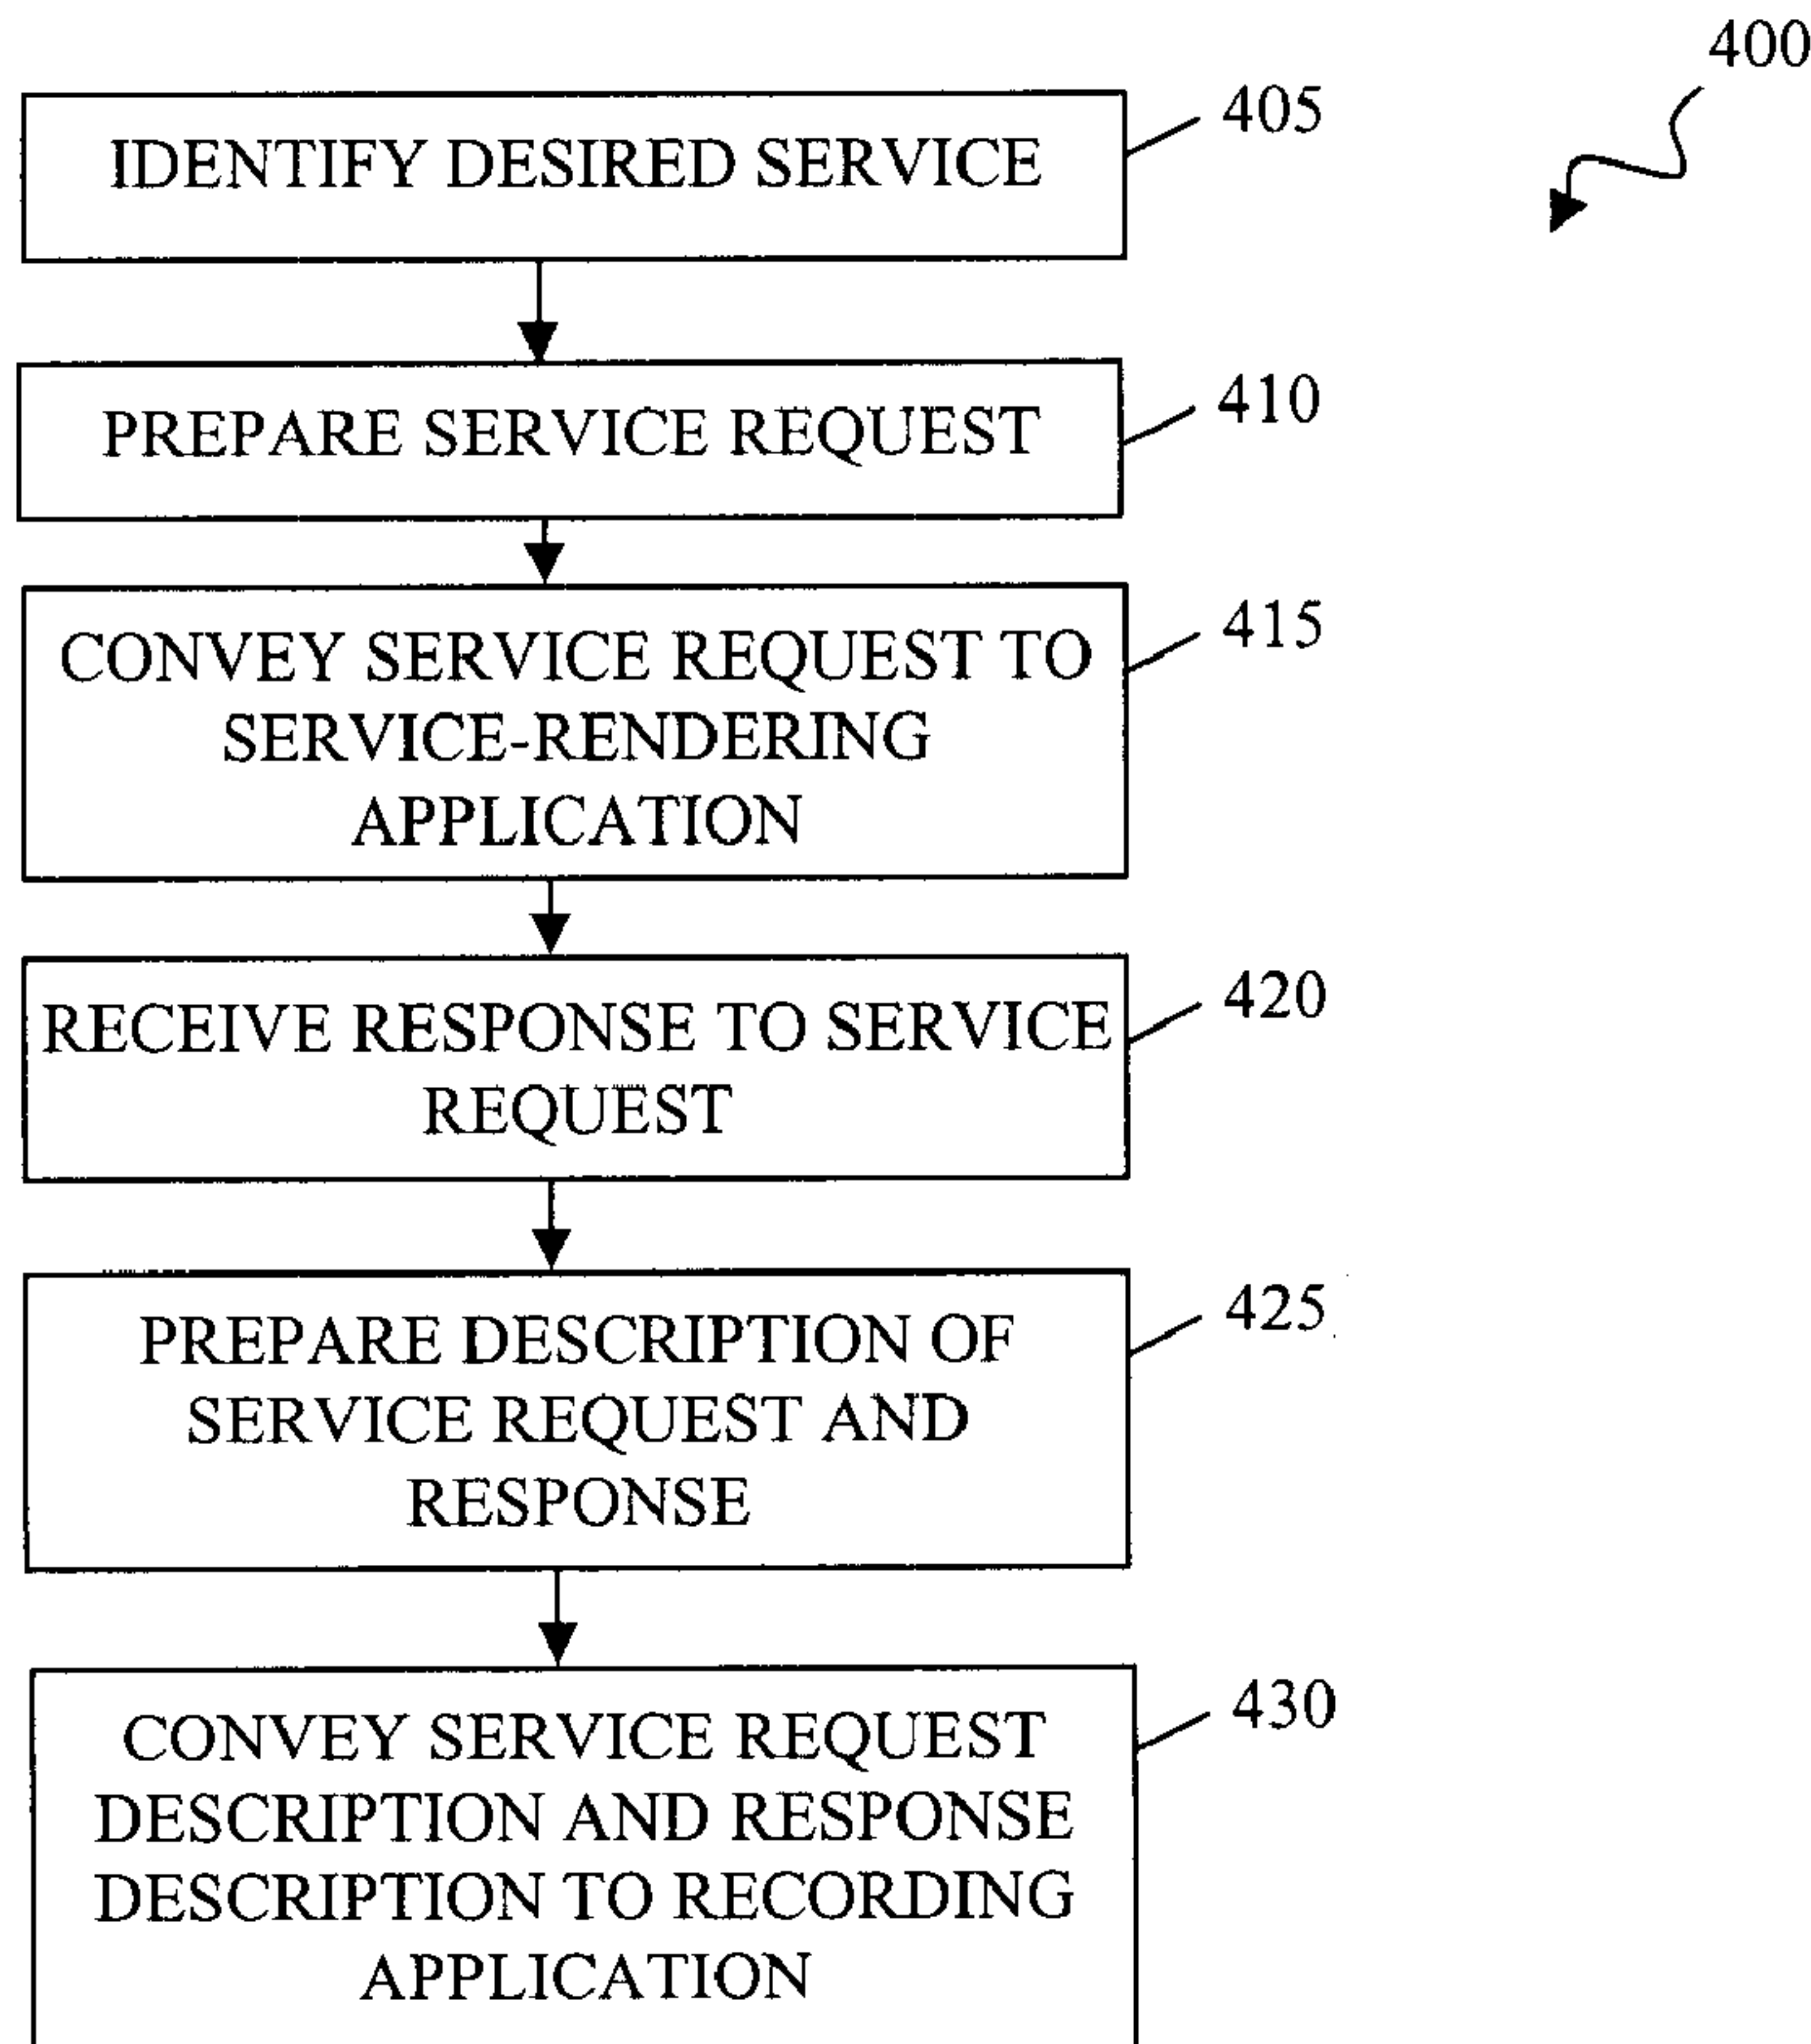 400
IDENTIFY DESIRED SERVICE
405
PREPARE SERVICE REQUEST
410
CONVEY SERVICE REQUEST TO
SERVICE-RENDERING
APPLICATION
415
RECEIVE RESPONSE TO SERVICE
REQUEST
420
PREPARE DESCRIPTION OF
SERVICE REQUEST AND
RESPONSE
425
CONVEY SERVICE REQUEST
DESCRIPTION AND RESPONSE
DESCRIPTION TO RECORDING
APPLICATION
430